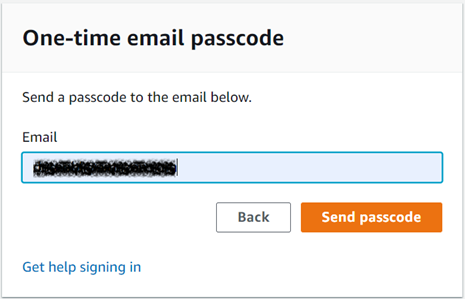 One-time email passcode
Send a passcode to the email below.
Email
Back
Send passcode
Get help signing in